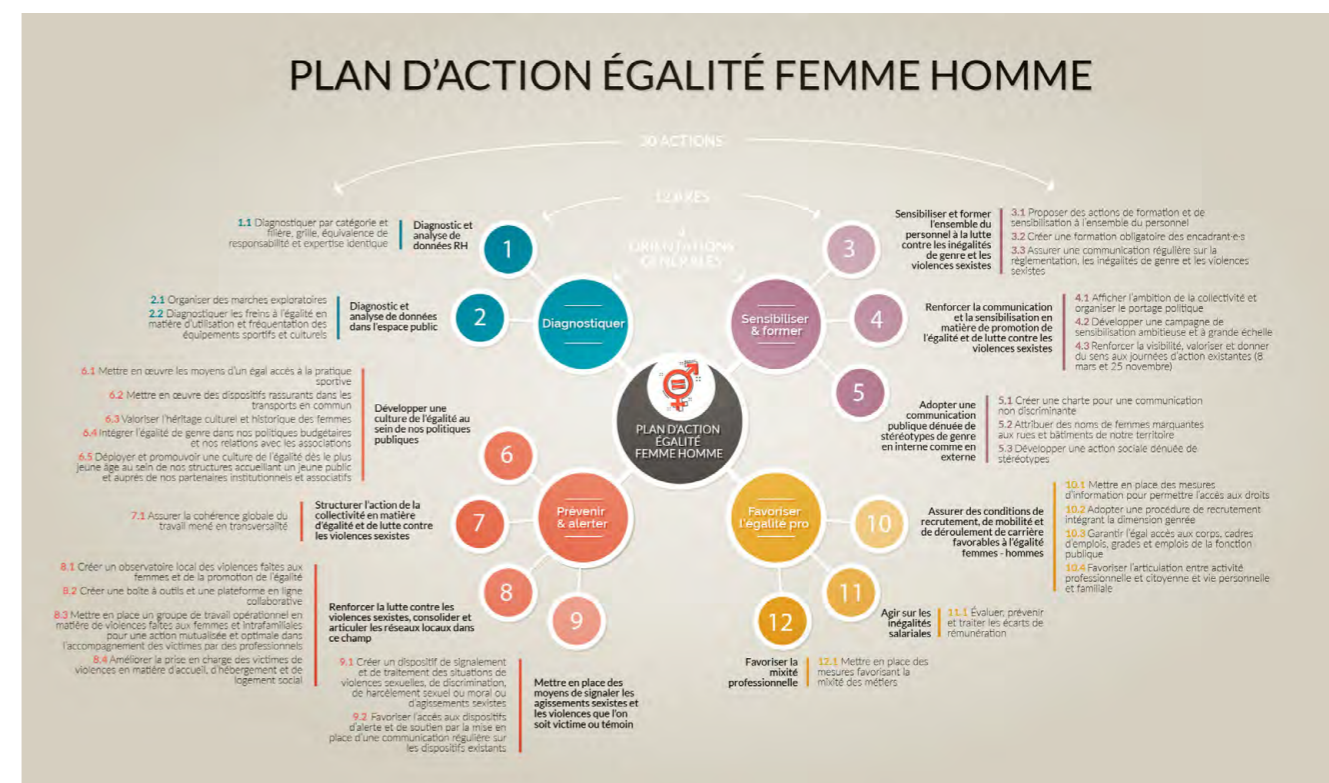 PLAN D'ACTION ÉGALITÉ FEMME HOMME
30 ACTIONS
12 AXES
4
ORIENTATIONS
GÉNÉRALES
1.1 Diagnostiquer par catégorie et
filière, grille, équivalence de
responsabilité et expertise identique
Diagnostic et
analyse de
données RH
1
2.1 Organiser des marches exploratoires
2.2 Diagnostiquer les freins à l'égalité en
matière d'utilisation et fréquentation des
équipements sportifs et culturels
Diagnostic et
analyse de données
dans l'espace public
2
Diagnostiquer
Sensibiliser et former
l'ensemble du
personnel à la lutte
contre les inégalités
de genre et les
violences sexistes
3
3.1 Proposer des actions de formation et de
sensibilisation à l'ensemble du personnel
3.2 Créer une formation obligatoire des encadrant·e·s
3.3 Assurer une communication régulière sur la
réglementation, les inégalités de genre et les violences
sexistes
Sensibiliser
& former
4
Renforcer la communication
et la sensibilisation en
matière de promotion de
l'égalité et de lutte contre les
violences sexistes
4.1 Afficher l'ambition de la collectivité et
organiser le portage politique
4.2 Développer une campagne de
sensibilisation ambitieuse et à grande échelle
4.3 Renforcer la visibilité, valoriser et donner
du sens aux journées d'action existantes (8
mars et 25 novembre)
5
Adopter une
communication
publique dénuée de
stéréotypes de genre
en interne comme en
externe
5.1 Créer une charte pour une communication
non discriminante
5.2 Attribuer des noms de femmes marquantes
aux rues et bâtiments de notre territoire
5.3 Développer une action sociale dénuée de
stéréotypes
PLAN D'ACTION
ÉGALITÉ
FEMME HOMME
6.1 Mettre en œuvre les moyens d'un égal accès à la pratique
sportive
6.2 Mettre en œuvre des dispositifs rassurants dans les
transports en commun
6.3 Valoriser l'héritage culturel et historique des femmes
6.4 Intégrer l'égalité de genre dans nos politiques budgétaires
et nos relations avec les associations
6.5 Déployer et promouvoir une culture de l'égalité dès le plus
jeune âge au sein de nos structures accueillant un jeune public
et auprès de nos partenaires institutionnels et associatifs
Développer une
culture de l'égalité au
sein de nos politiques
publiques
6
7.1 Assurer la cohérence globale du
travail mené en transversalité
Structurer l'action de la
collectivité en matière
d'égalité et de lutte contre
les violences sexistes
7
Prévenir
& alerter
8.1 Créer un observatoire local des violences faites aux
femmes et de la promotion de l'égalité
8.2 Créer une boîte à outils et une plateforme en ligne
collaborative
8.3 Mettre en place un groupe de travail opérationnel en
matière de violences faites aux femmes et intrafamiliales
pour une action mutualisée et optimale dans
l'accompagnement des victimes par des professionnels
8.4 Améliorer la prise en charge des victimes de
violences en matière d'accueil, d'hébergement et de
logement social
Renforcer la lutte contre les
violences sexistes, consolider et
articuler les réseaux locaux dans
ce champ
8
9
9.1 Créer un dispositif de signalement
et de traitement des situations de
violences sexuelles, de discrimination,
de harcèlement sexuel ou moral ou
d'agissements sexistes
9.2 Favoriser l'accès aux dispositifs
d'alerte et de soutien par la mise en
place d'une communication régulière sur
les dispositifs existants
Mettre en place des
moyens de signaler les
agissements sexistes et
les violences que l'on
soit victime ou témoin
Favoriser
l'égalité pro
10
Assurer des conditions de
recrutement, de mobilité et
de déroulement de carrière
favorables à l'égalité
femmes - hommes
10.1 Mettre en place des mesures
d'information pour permettre l'accès aux droits
10.2 Adopter une procédure de recrutement
intégrant la dimension genrée
10.3 Garantir l'égal accès aux corps, cadres
d'emplois, grades et emplois de la fonction
publique
10.4 Favoriser l'articulation entre activité
professionnelle et citoyenne et vie personnelle
et familiale
11
Agir sur les
inégalités
salariales
11.1 Évaluer, prévenir
et traiter les écarts de
rémunération
12
Favoriser la
mixité
professionnelle
12.1 Mettre en place des
mesures favorisant la
mixité des métiers